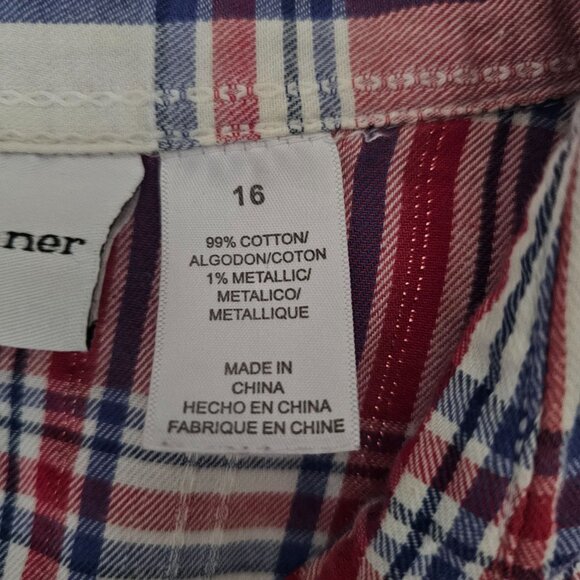 ner
16
99% COTTON/
ALGODON/COTON
1% METALLIC/
METALICO/
METALLIQUE
MADE IN
CHINA
HECHO EN CHINA
FABRIQUE EN CHINE